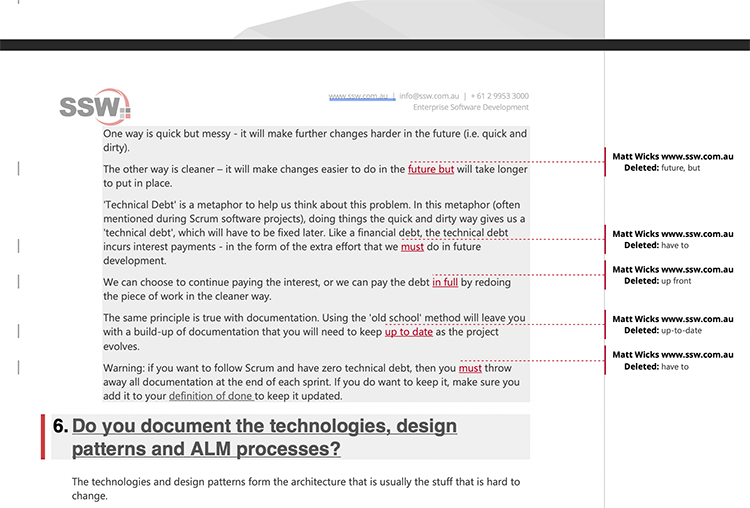 SSW
www.ssw.com.au | info@ssw.com.au | + 61 2 9953 3000
Enterprise Software Development
One way is quick but messy - it will make further changes harder in the future (i.e. quick and
dirty).
The other way is cleaner – it will make changes easier to do in the future but will take longer
to put in place.
'Technical Debt' is a metaphor to help us think about this problem. In this metaphor (often
mentioned during Scrum software projects), doing things the quick and dirty way gives us a
'technical debt', which will have to be fixed later. Like a financial debt, the technical debt
incurs interest payments - in the form of the extra effort that we must do in future
development.
We can choose to continue paying the interest, or we can pay the debt in full by redoing
the piece of work in the cleaner way.
The same principle is true with documentation. Using the 'old school' method will leave you
with a build-up of documentation that you will need to keep up to date as the project
evolves.
Warning: if you want to follow Scrum and have zero technical debt, then you must throw
away all documentation at the end of each sprint. If you do want to keep it, make sure you
add it to your definition of done to keep it updated.
Matt Wicks www.ssw.com.au
Deleted: future, but
Matt Wicks www.ssw.com.au
Deleted: have to
Matt Wicks www.ssw.com.au
Deleted: up front
Matt Wicks www.ssw.com.au
Deleted: up-to-date
Matt Wicks www.ssw.com.au
Deleted: have to
6. Do you document the technologies, design
patterns and ALM processes?
The technologies and design patterns form the architecture that is usually the stuff that is hard to
change.